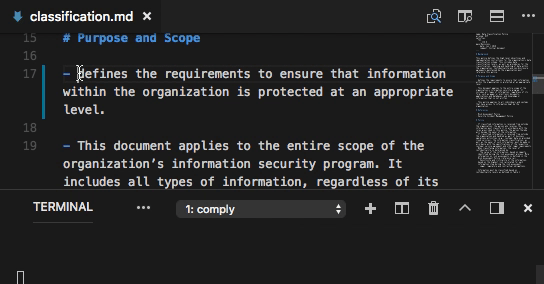 classification.md
15 # Purpose and Scope
16
17 - defines the requirements to ensure that information
within the organization is protected at an appropriate
level.
18
19 - This document applies to the entire scope of the
organization’s information security program. It
includes all types of information, regardless of its
TERMINAL
1: comply